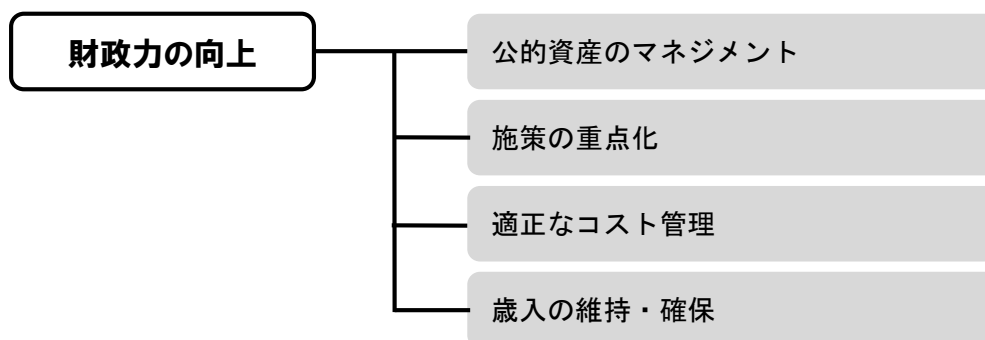 財政力の向上
公的資産のマネジメント
施策の重点化
適正なコスト管理
歳入の維持・確保